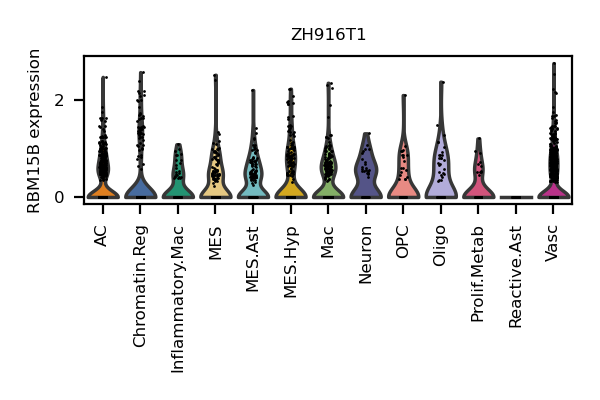 ZH916T1
RBM15B expression
2
0
AC
Chromatin.Reg
Inflammatory.Mac
MES
MES.Ast
MES.Hyp
Mac
Neuron
OPC
Oligo
Prolif.Metab
Reactive.Ast
Vasc